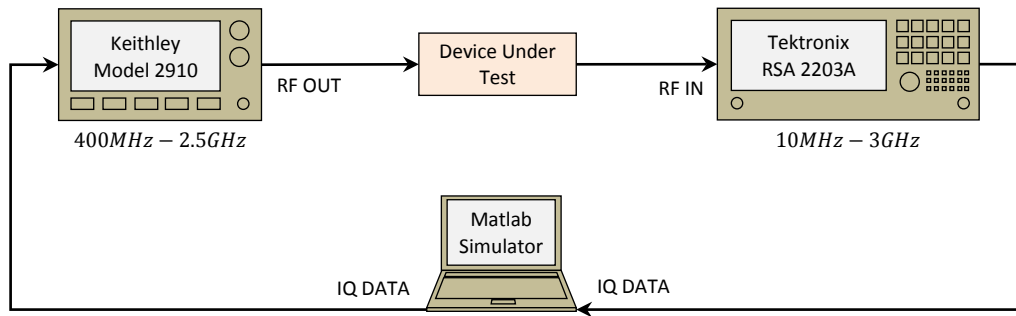 Keithley
Model 2910
RF OUT
Device Under
Test
RF IN
Tektronix
RSA 2203A
400MHz − 2.5GHz
10MHz − 3GHz
Matlab
Simulator
IQ DATA
IQ DATA